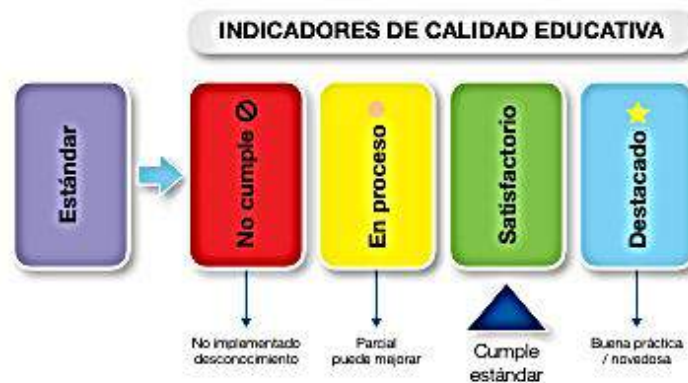 INDICADORES DE CALIDAD EDUCATIVA
Estándar
No cumple
En proceso
Satisfactorio
Destacado
No implementado
desconocimiento
Parcial
puede mejorar
Cumple
estándar
Buena práctica
/ novedosa